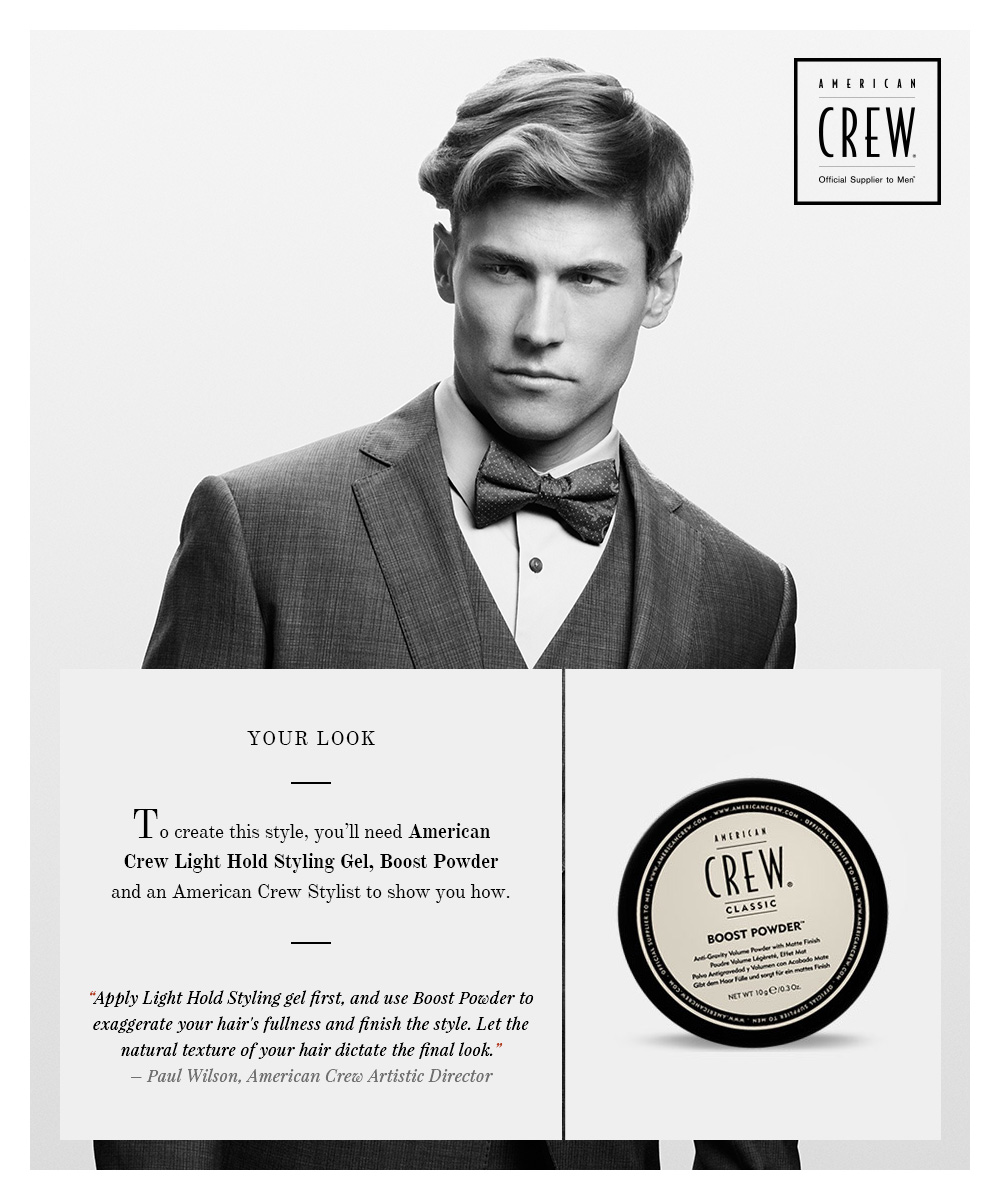 AMERICAN
CREW®
Official Supplier to Men®
YOUR LOOK
To create this style, you’ll need American
Crew Light Hold Styling Gel, Boost Powder
and an American Crew Stylist to show you how.
“Apply Light Hold Styling gel first, and use Boost Powder to
exaggerate your hair's fullness and finish the style. Let the
natural texture of your hair dictate the final look.”
– Paul Wilson, American Crew Artistic Director
AMERICAN
CREW®
CLASSIC
BOOST POWDER™
Anti-Gravity Volume Powder with Matte Finish
Poudre Volume Légèreté, Effet Mat
Polvo Antigravedad y Volumen con Acabado Mate
Gibt dem Haar Fülle und sorgt für ein mattes Finish
NET WT 10g℮/0.3 Oz.
WWW.AMERICANCREW.COM · OFFICIAL SUPPLIER TO MEN · WWW.AMERICANCREW.COM · OFFICIAL SUPPLIER TO MEN · WWW.AMERICANCREW.COM · OFFICIAL SUPPLIER TO MEN ·